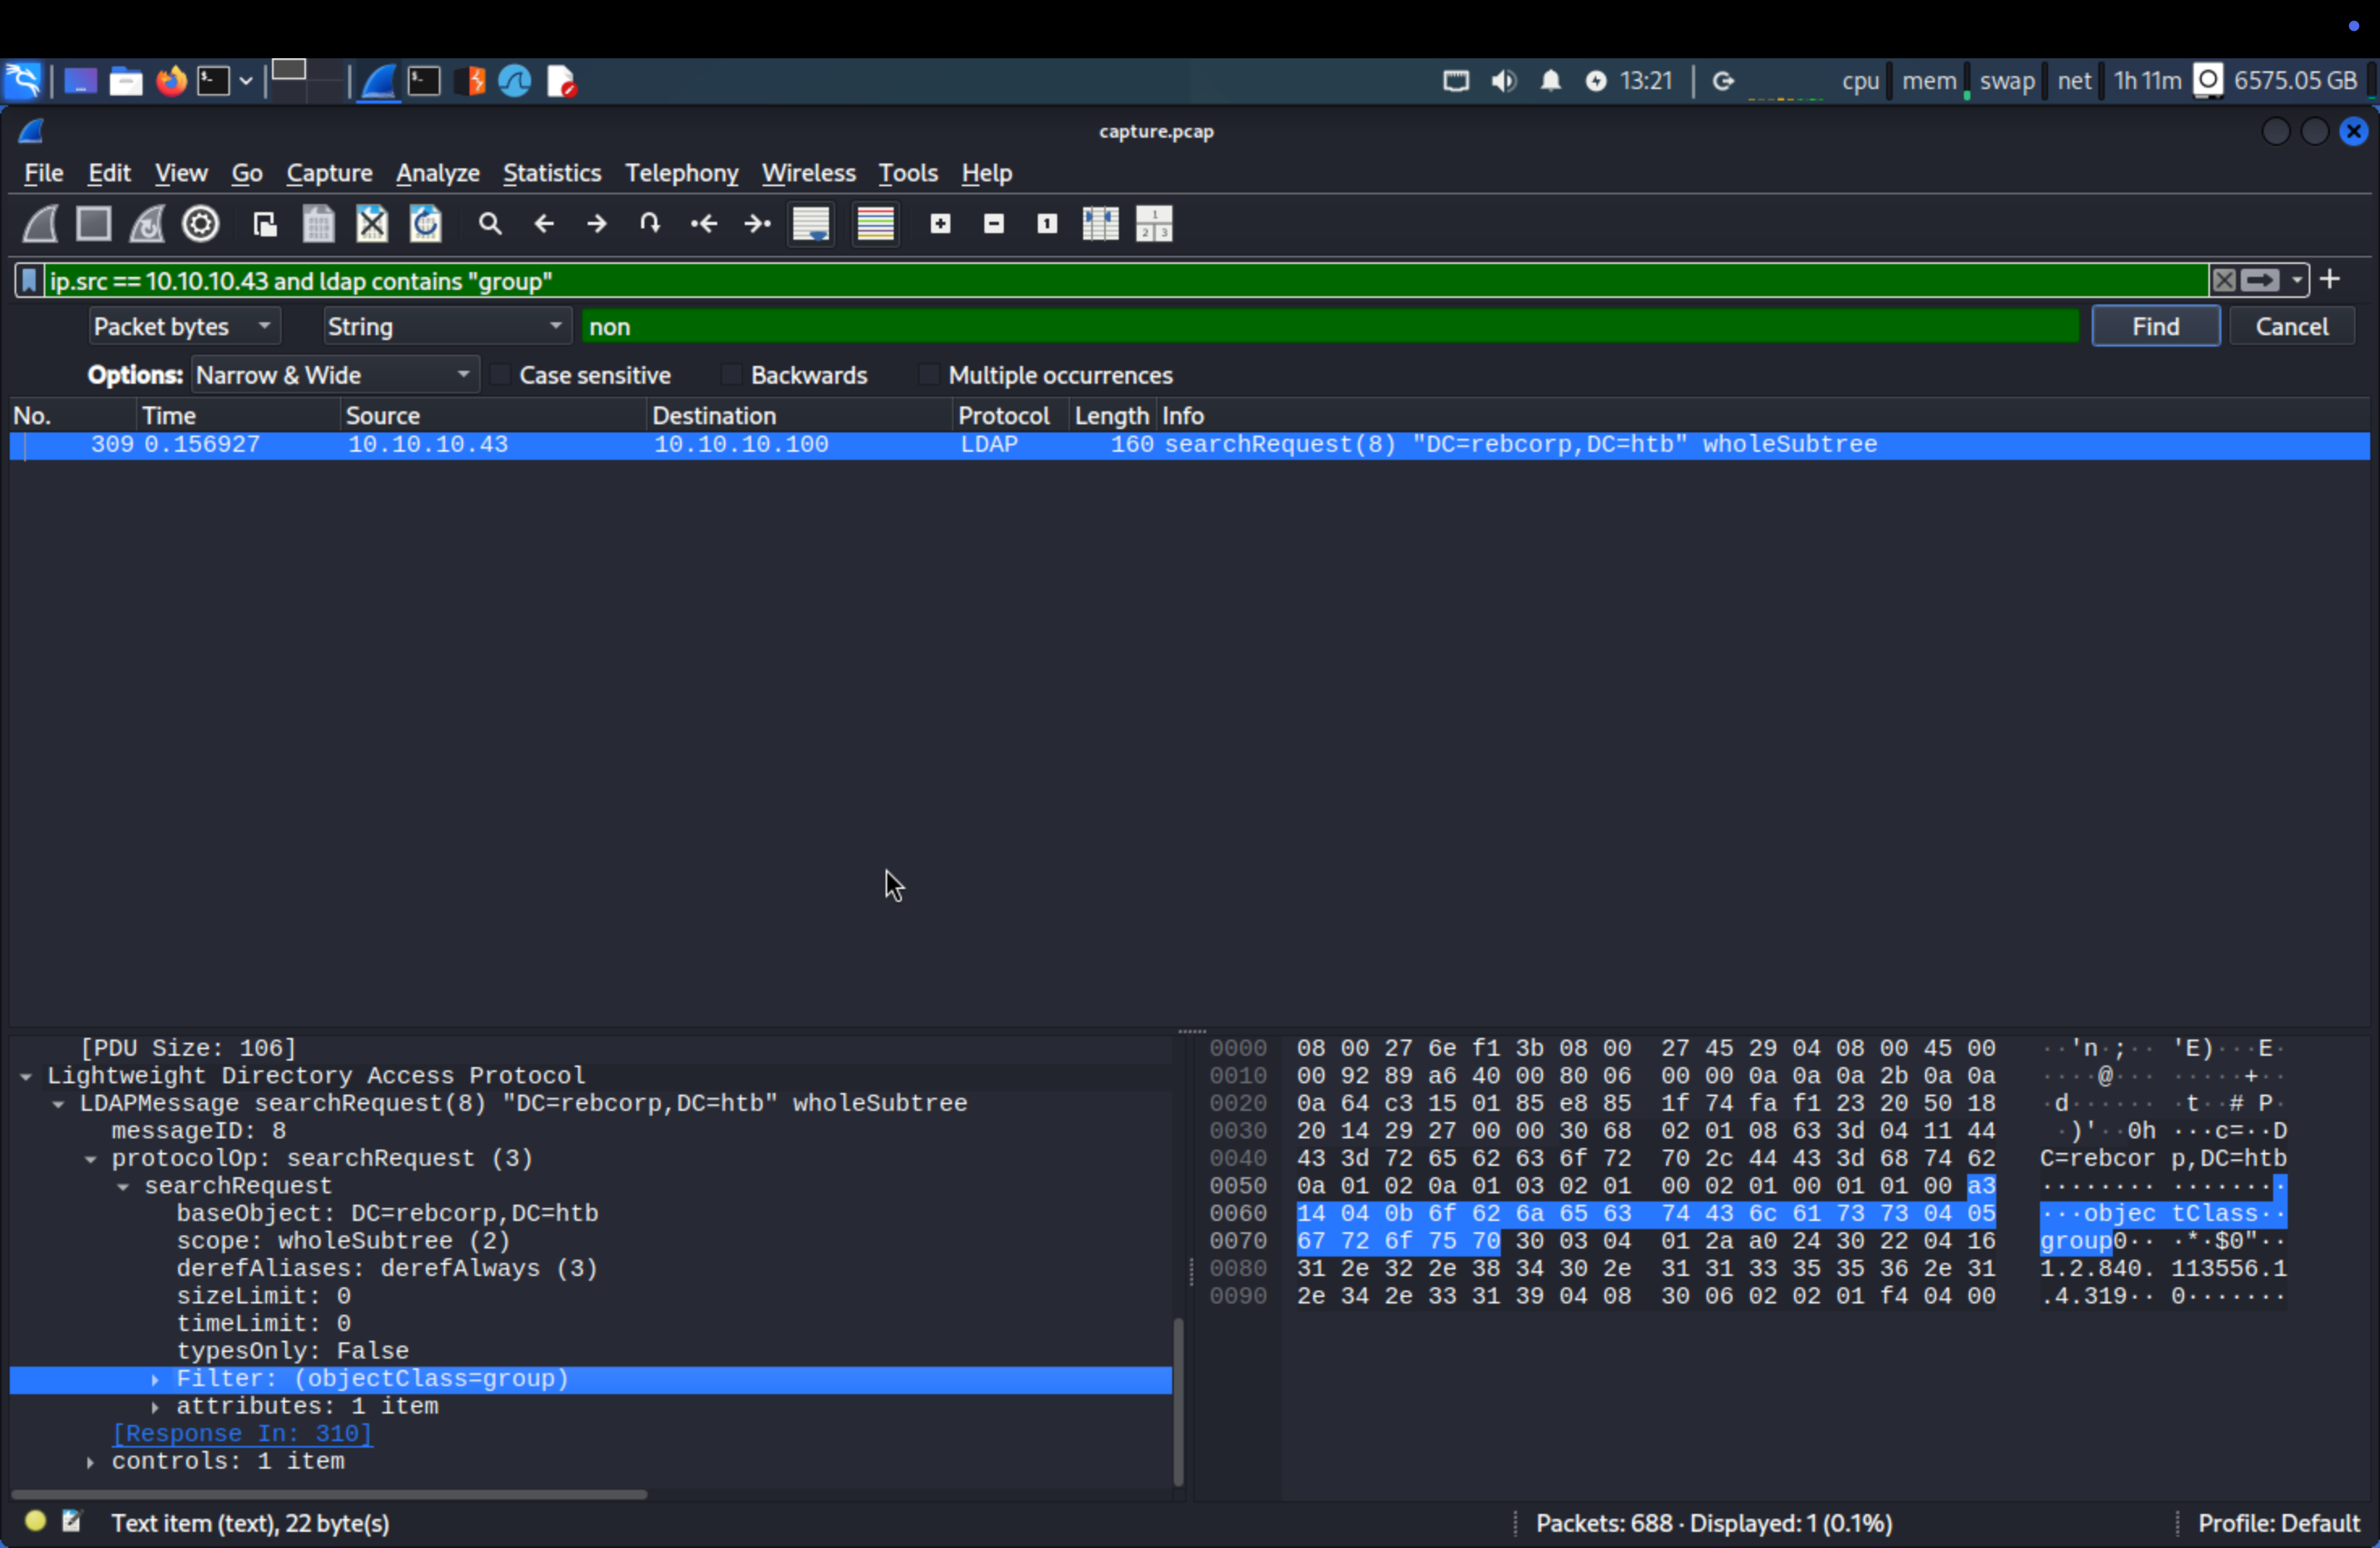 13:21 cpu mem swap net 1h 11m 6575.05 GB
capture.pcap
File Edit View Go Capture Analyze Statistics Telephony Wireless Tools Help
ip.src == 10.10.10.43 and ldap contains "group"
Packet bytes String non Find Cancel
Options: Narrow & Wide Case sensitive Backwards Multiple occurrences
No. Time Source Destination Protocol Length Info
309 0.156927 10.10.10.43 10.10.10.100 LDAP 160 searchRequest(8) "DC=rebcorp,DC=htb" wholeSubtree
[PDU Size: 106]
Lightweight Directory Access Protocol
LDAPMessage searchRequest(8) "DC=rebcorp,DC=htb" wholeSubtree
messageID: 8
protocolOp: searchRequest (3)
searchRequest
baseObject: DC=rebcorp,DC=htb
scope: wholeSubtree (2)
derefAliases: derefAlways (3)
sizeLimit: 0
timeLimit: 0
typesOnly: False
Filter: (objectClass=group)
attributes: 1 item
[Response In: 310]
controls: 1 item
0000 08 00 27 6e f1 3b 08 00 27 45 29 04 08 00 45 00 ··'n·;·· 'E)···E·
0010 00 92 89 a6 40 00 80 06 00 00 0a 0a 0a 2b 0a 0a ····@··· ·····+··
0020 0a 64 c3 15 01 85 e8 85 1f 74 fa f1 23 20 50 18 ·d······ ·t··# P·
0030 20 14 29 27 00 00 30 68 02 01 08 63 3d 04 11 44 ·)'··0h ···c=··D
0040 43 3d 72 65 62 63 6f 72 70 2c 44 43 3d 68 74 62 C=rebcor p,DC=htb
0050 0a 01 02 0a 01 03 02 01 00 02 01 00 01 01 00 a3 ········ ········
0060 14 04 0b 6f 62 6a 65 63 74 43 6c 61 73 73 04 05 ···objec tClass··
0070 67 72 6f 75 70 30 03 04 01 2a a0 24 30 22 04 16 group0·· ·*·$0"··
0080 31 2e 32 2e 38 34 30 2e 31 31 33 35 35 36 2e 31 1.2.840. 113556.1
0090 2e 34 2e 33 31 39 04 08 30 06 02 02 01 f4 04 00 .4.319·· 0·······
Text item (text), 22 byte(s) Packets: 688 · Displayed: 1 (0.1%) Profile: Default